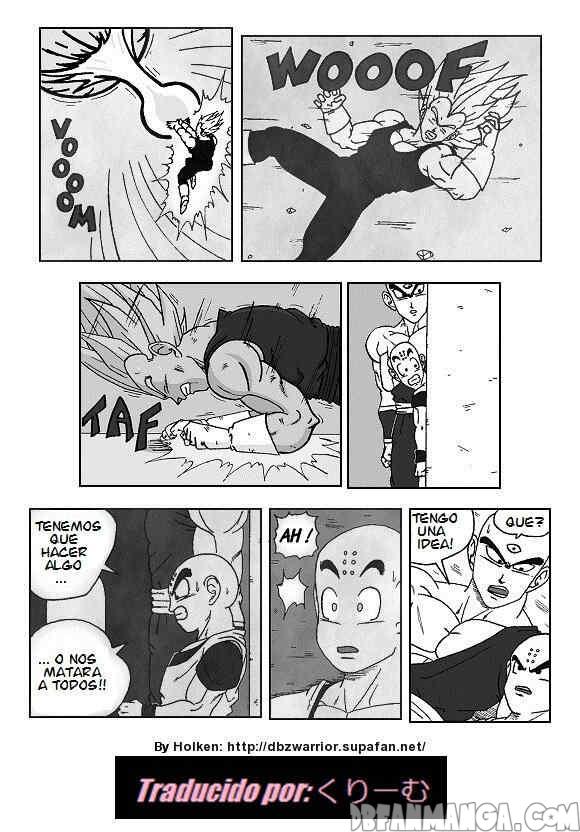 VOOOOM
WOOOF
TAF
TENEMOS
QUE
HACER
ALGO
...
... O NOS
MATARA
A TODOS!!
AH !
TENGO
UNA
IDEA!
QUE?
By Holken: http://dbzwarrior.supafan.net/
Traducido por: くりーむ
DBFANMANGA.COM